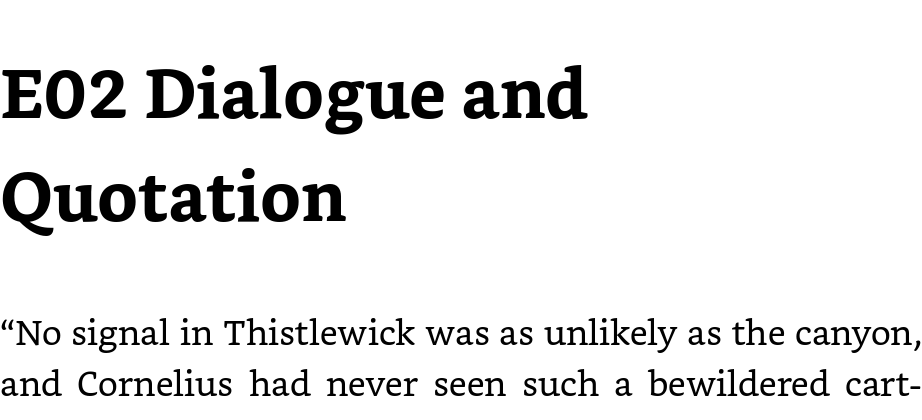 E02 Dialogue and
Quotation
“No signal in Thistlewick was as unlikely as the canyon,
and Cornelius had never seen such a bewildered cart-